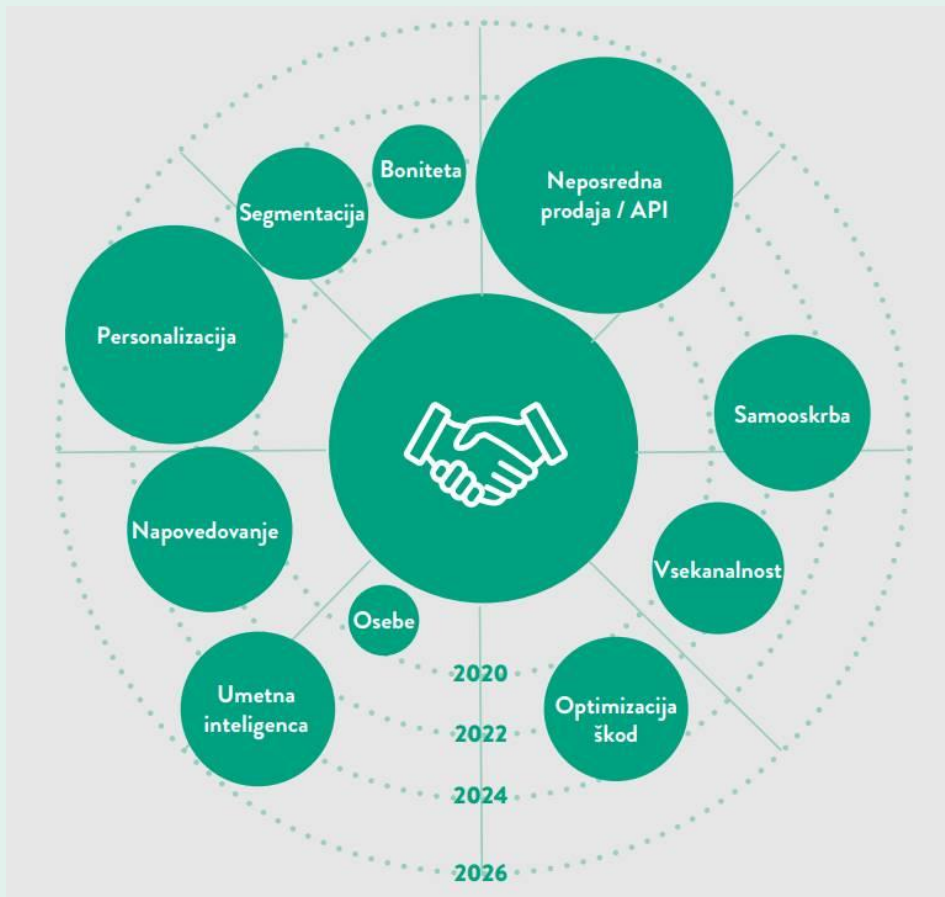 Boniteta
Neposredna
prodaja / API
Segmentacija
Personalizacija
Samooskrba
Napovedovanje
Vsekanalnost
Osebe
2020
Umetna
inteligenca
Optimizacija
škod
2022
2024
2026